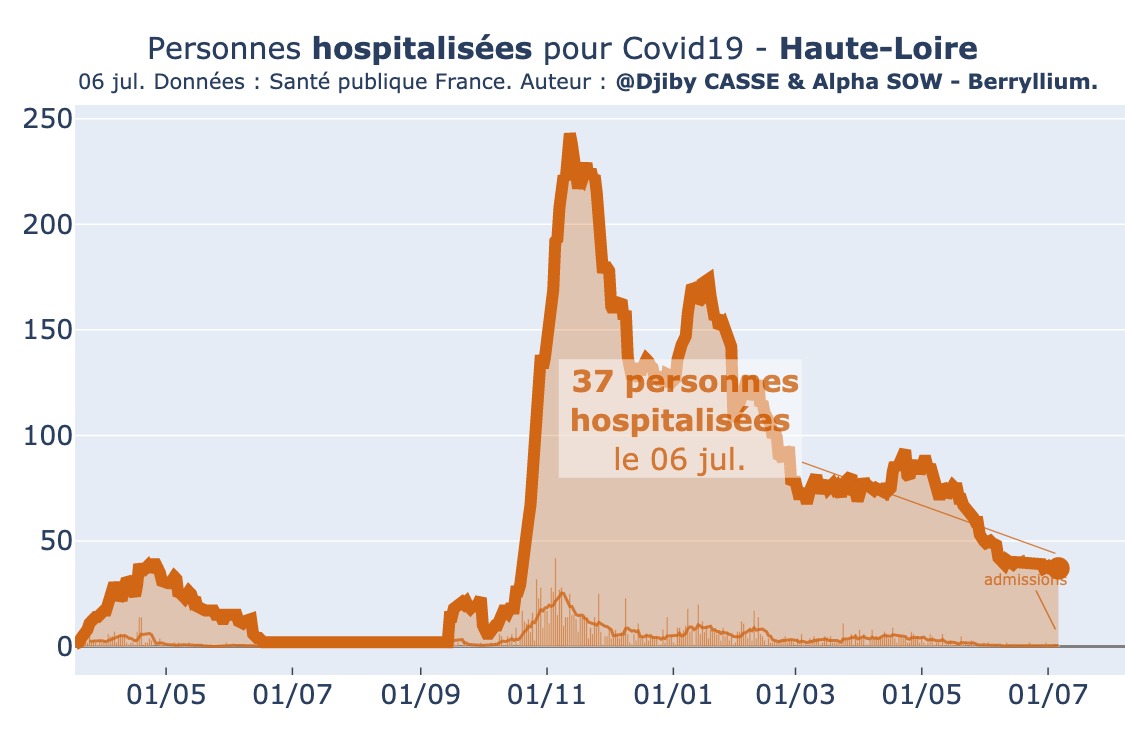 Personnes hospitalisées pour Covid19 - Haute-Loire
06 jul. Données : Santé publique France. Auteur : @Djiby CASSE & Alpha SOW - Berryllium.
250
200
150
100
50
0
37 personnes
hospitalisées
le 06 jul.
admissions
01/05 01/07 01/09 01/11 01/01 01/03 01/05 01/07